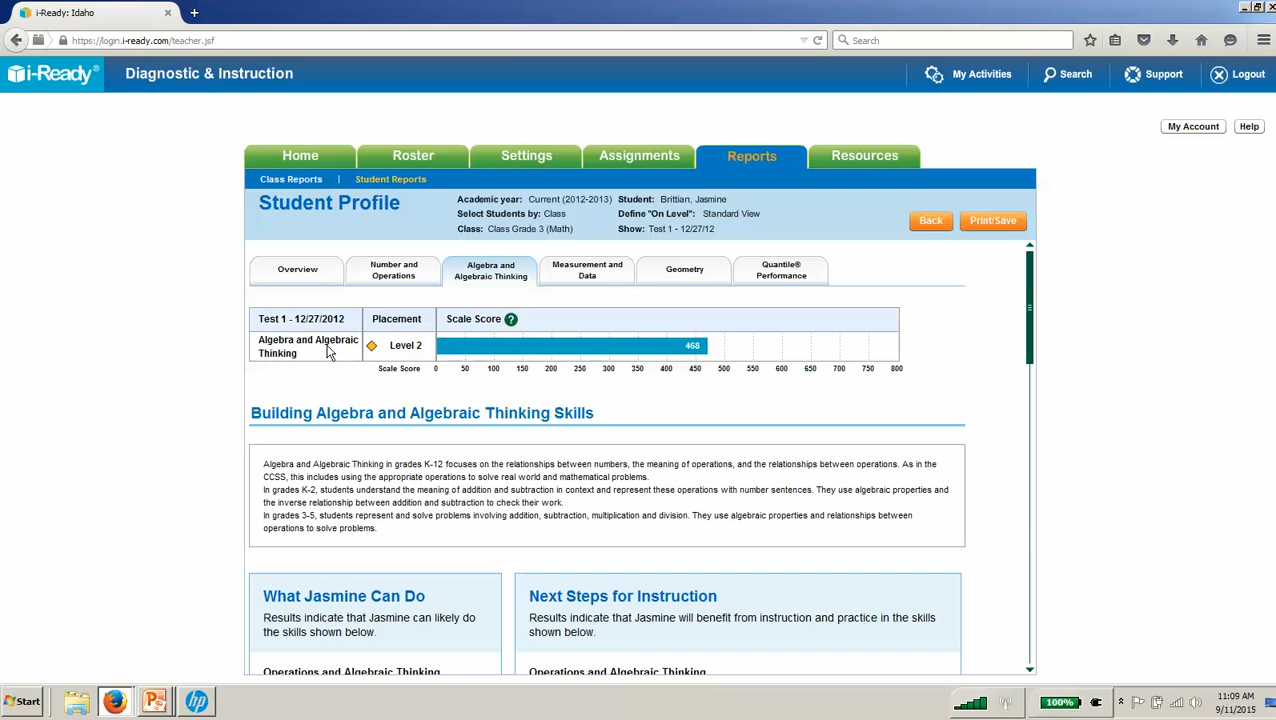 i-Ready: Idaho
https://login.i-ready.com/teacher.jsf
Search
i-Ready®
Diagnostic & Instruction
My Activities
Search
Support
Logout
My Account
Help
Home
Roster
Settings
Assignments
Reports
Resources
Class Reports | Student Reports
Student Profile
Academic year: Current (2012-2013)
Student: Brittian, Jasmine
Select Students by: Class
Define "On Level": Standard View
Class: Class Grade 3 (Math)
Show: Test 1 - 12/27/12
Back
Print/Save
Overview
Number and
Operations
Algebra and
Algebraic Thinking
Measurement and
Data
Geometry
Quantile®
Performance
Test 1 - 12/27/2012
Placement
Scale Score ?
Algebra and Algebraic
Thinking
Level 2
468
Scale Score 0 50 100 150 200 250 300 350 400 450 500 550 600 650 700 750 800
Building Algebra and Algebraic Thinking Skills
Algebra and Algebraic Thinking in grades K-12 focuses on the relationships between numbers, the meaning of operations, and the relationships between operations. As in the
CCSS, this includes using the appropriate operations to solve real world and mathematical problems.
In grades K-2, students understand the meaning of addition and subtraction in context and represent these operations with number sentences. They use algebraic properties and
the inverse relationship between addition and subtraction to check their work.
In grades 3-5, students represent and solve problems involving addition, subtraction, multiplication and division. They use algebraic properties and relationships between
operations to solve problems.
What Jasmine Can Do
Results indicate that Jasmine can likely do
the skills shown below.
Operations and Algebraic Thinking
Next Steps for Instruction
Results indicate that Jasmine will benefit from instruction and practice in the skills
shown below.
Operations and Algebraic Thinking
Start
hp
100%
11:09 AM
9/11/2015